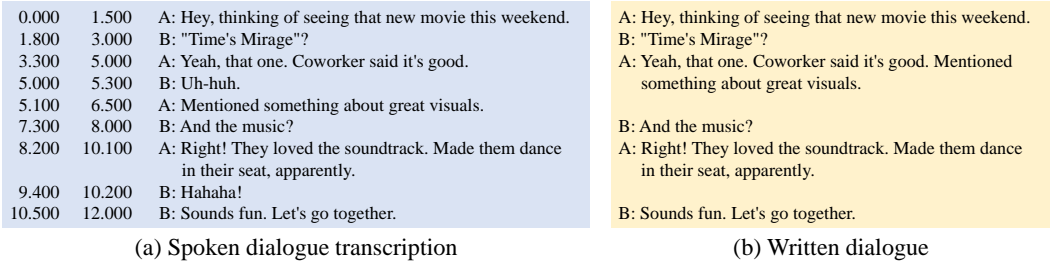 0.000 1.500 A: Hey, thinking of seeing that new movie this weekend.
1.800 3.000 B: "Time's Mirage"?
3.300 5.000 A: Yeah, that one. Coworker said it's good.
5.000 5.300 B: Uh-huh.
5.100 6.500 A: Mentioned something about great visuals.
7.300 8.000 B: And the music?
8.200 10.100 A: Right! They loved the soundtrack. Made them dance
in their seat, apparently.
9.400 10.200 B: Hahaha!
10.500 12.000 B: Sounds fun. Let's go together.
(a) Spoken dialogue transcription
A: Hey, thinking of seeing that new movie this weekend.
B: "Time's Mirage"?
A: Yeah, that one. Coworker said it's good. Mentioned
something about great visuals.
B: And the music?
A: Right! They loved the soundtrack. Made them dance
in their seat, apparently.
B: Sounds fun. Let's go together.
(b) Written dialogue